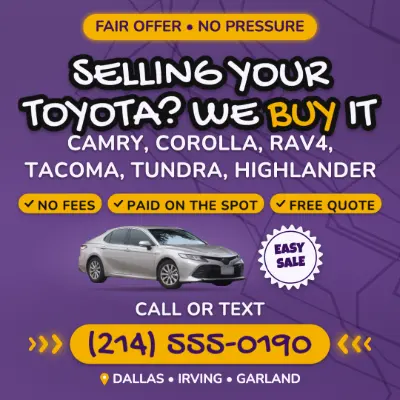 FAIR OFFER • NO PRESSURE
SELLING YOUR
TOYOTA? WE BUY IT
CAMRY, COROLLA, RAV4,
TACOMA, TUNDRA, HIGHLANDER
NO FEES
PAID ON THE SPOT
FREE QUOTE
EASY
SALE
CALL OR TEXT
(214) 555-0190
DALLAS • IRVING • GARLAND